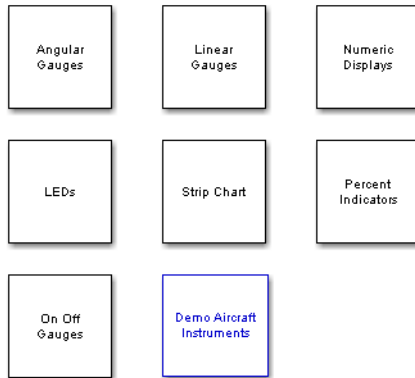 Angular
Gauges
Linear
Gauges
Numeric
Displays
LEDs
Strip Chart
Percent
Indicators
On Off
Gauges
Demo Aircraft
Instruments